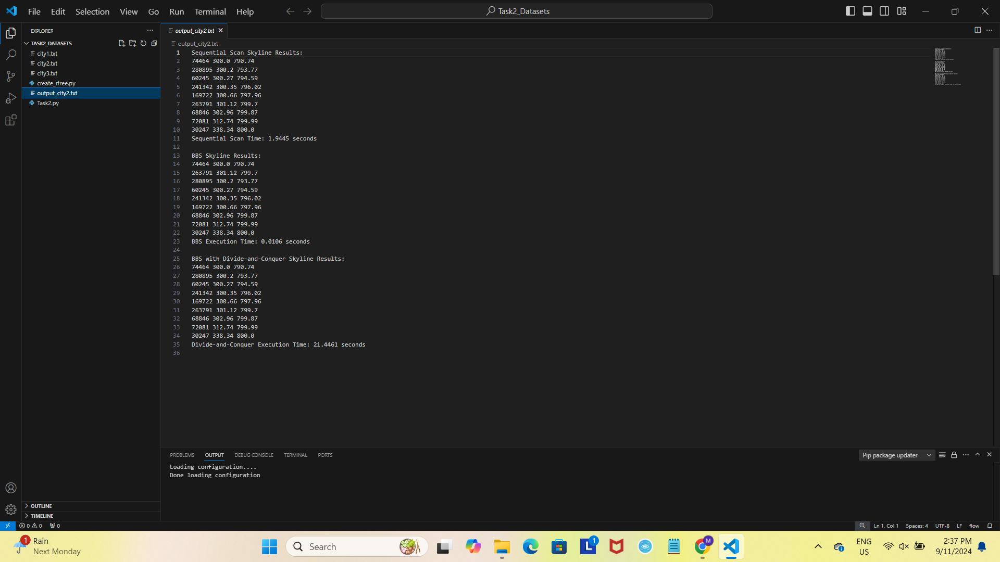 File Edit Selection View Go Run Terminal Help
Task2_Datasets
EXPLORER
TASK2_DATASETS
city1.txt
city2.txt
city3.txt
create_rtree.py
output_city2.txt
Task2.py
OUTLINE
TIMELINE
output_city2.txt
output_city2.txt
1 Sequential Scan Skyline Results:
2 74464 300.0 790.74
3 280895 300.2 793.77
4 60245 300.27 794.59
5 241342 300.35 796.02
6 169722 300.66 797.96
7 263791 301.12 799.7
8 68846 302.96 799.87
9 72081 312.74 799.99
10 30247 338.34 800.0
11 Sequential Scan Time: 1.9445 seconds
12
13 BBS Skyline Results:
14 74464 300.0 790.74
15 263791 301.12 799.7
16 280895 300.2 793.77
17 60245 300.27 794.59
18 241342 300.35 796.02
19 169722 300.66 797.96
20 68846 302.96 799.87
21 72081 312.74 799.99
22 30247 338.34 800.0
23 BBS Execution Time: 0.0106 seconds
24
25 BBS with Divide-and-Conquer Skyline Results:
26 74464 300.0 790.74
27 280895 300.2 793.77
28 60245 300.27 794.59
29 241342 300.35 796.02
30 169722 300.66 797.96
31 263791 301.12 799.7
32 68846 302.96 799.87
33 72081 312.74 799.99
34 30247 338.34 800.0
35 Divide-and-Conquer Execution Time: 21.4461 seconds
36
PROBLEMS OUTPUT DEBUG CONSOLE TERMINAL PORTS
Pip package updater
Loading configuration....
Done loading configuration
0 0 0
Ln 1, Col 1 Spaces: 4 UTF-8 LF flow
1
Rain
Next Monday
Search
L
1
M
ENG
US
2:37 PM
9/11/2024